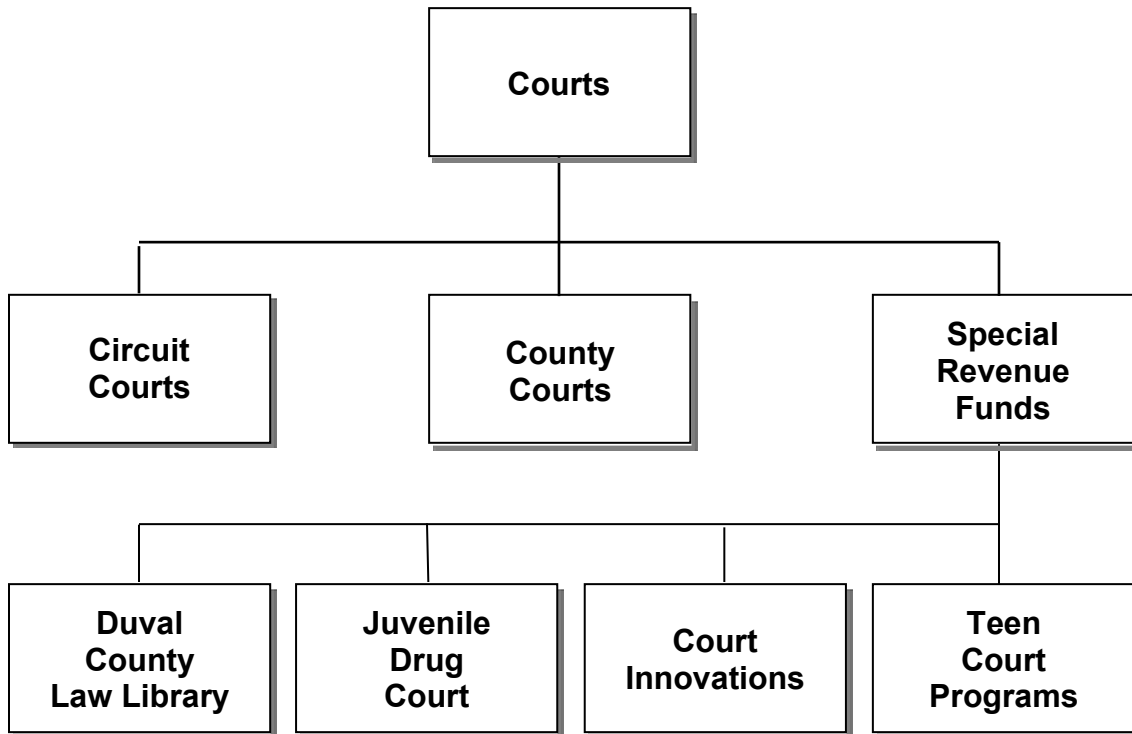 Courts
Circuit
Courts
County
Courts
Special
Revenue
Funds
Duval
County
Law Library
Juvenile
Drug
Court
Court
Innovations
Teen
Court
Programs